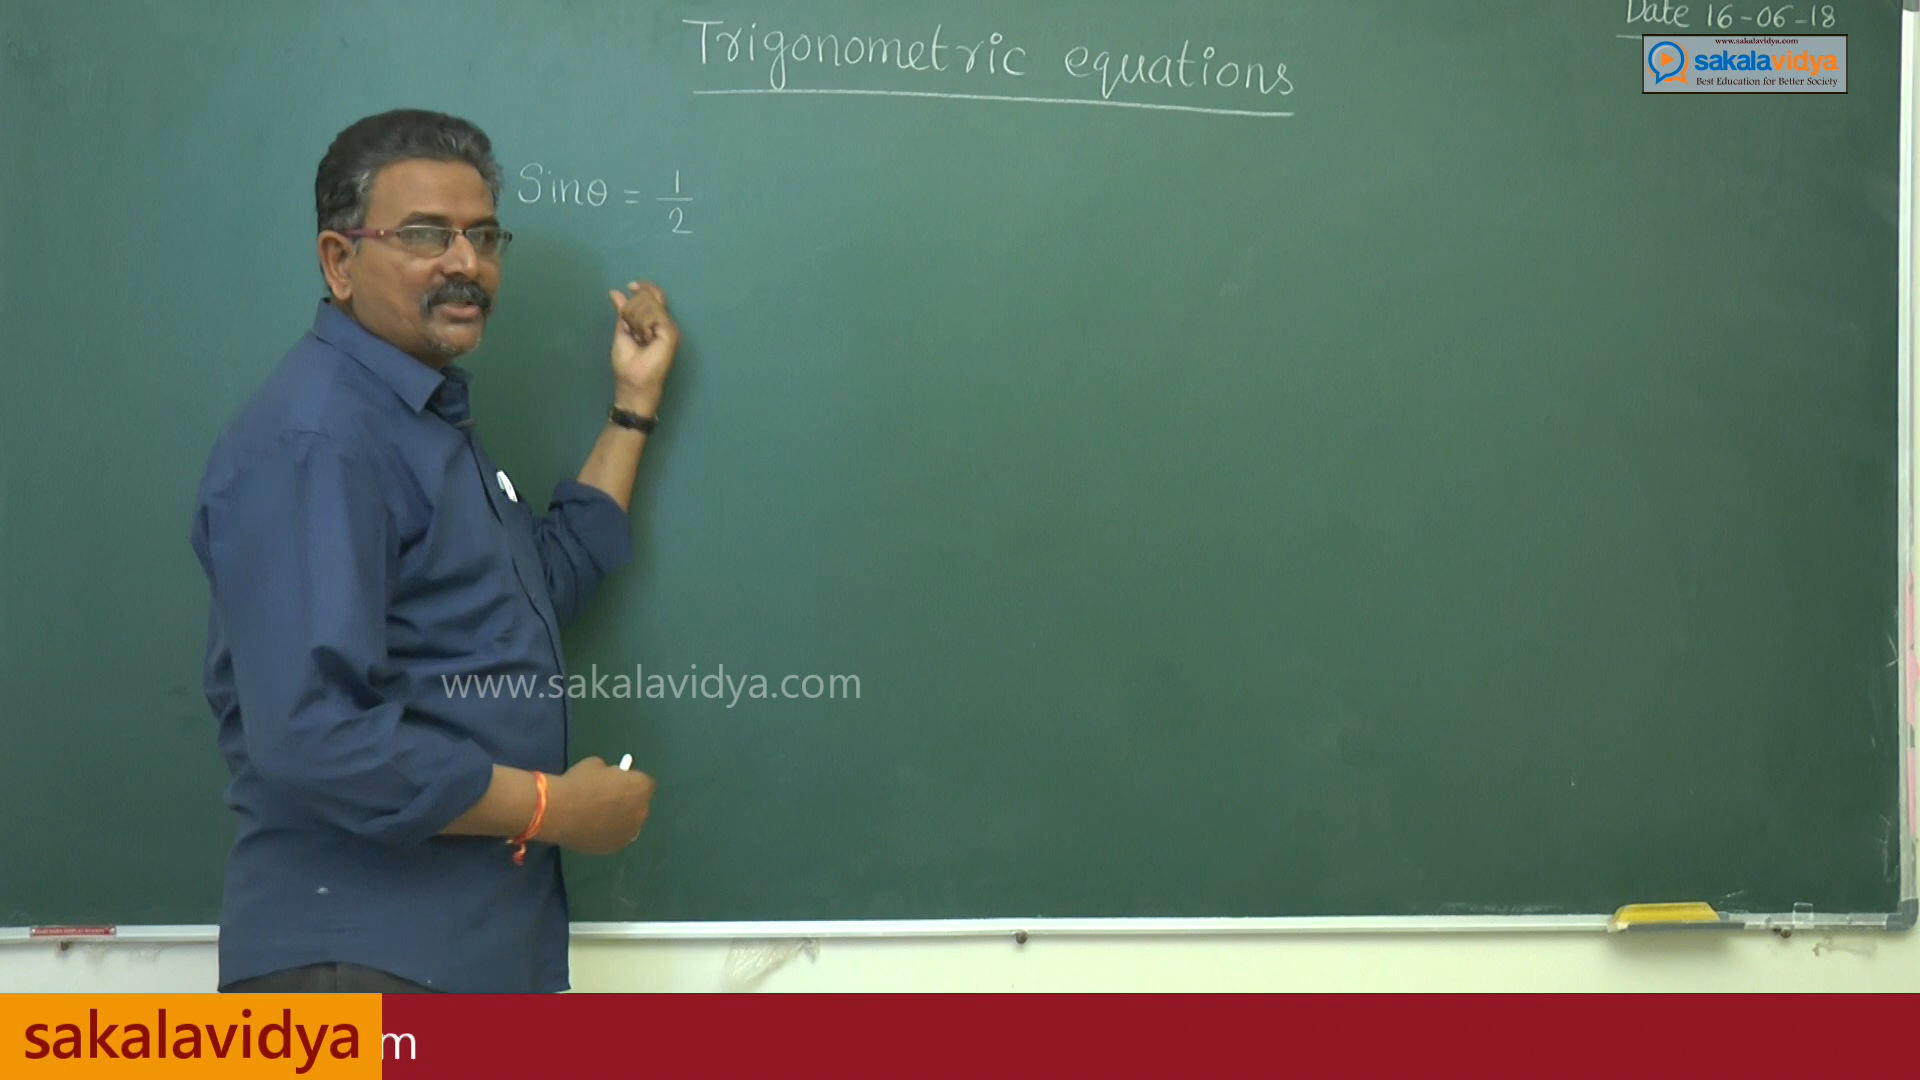 Trigonometric equations
Date 16-06-18
www.sakalavidya.com
sakalavidya
Best Education for Better Society
Sinθ = 1/2
www.sakalavidya.com
sakalavidya
m